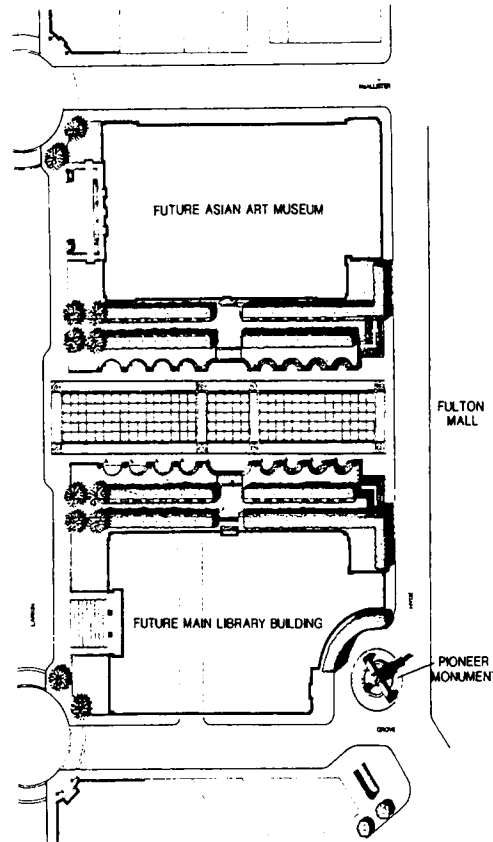 McALLISTER
FUTURE ASIAN ART MUSEUM
FULTON
MALL
LARKIN
HYDE
FUTURE MAIN LIBRARY BUILDING
PIONEER
MONUMENT
GROVE